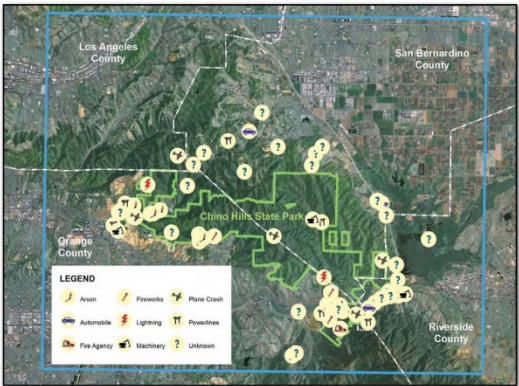 Los Angeles
County
San Bernardino
County
Chino Hills State Park
Orange
County
LEGEND
Arson
Fireworks
Plane Crash
Automobile
Lightning
Powerlines
Fire Agency
Machinery
Unknown
Riverside
County